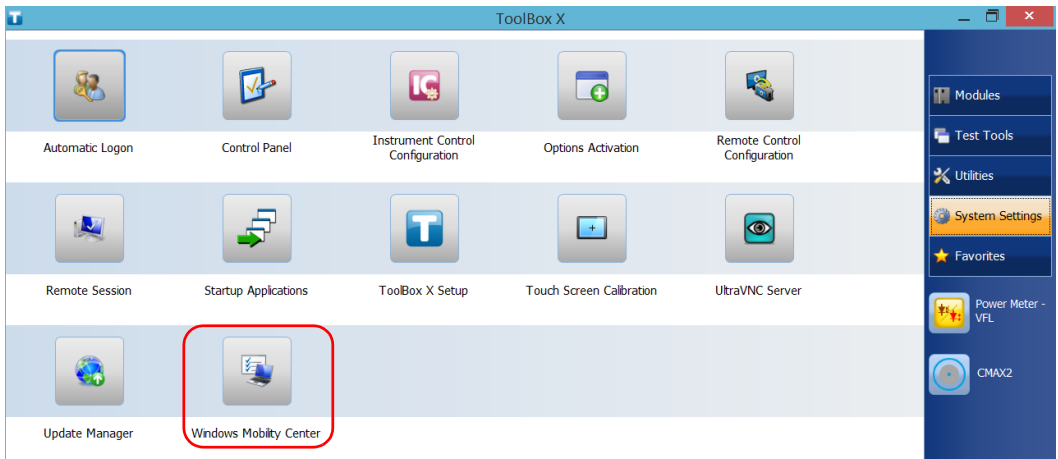 ToolBox X
Automatic Logon
Control Panel
Instrument Control
Configuration
Options Activation
Remote Control
Configuration
Remote Session
Startup Applications
ToolBox X Setup
Touch Screen Calibration
UltraVNC Server
Update Manager
Windows Mobility Center
Modules
Test Tools
Utilities
System Settings
Favorites
Power Meter -
VFL
CMAX2